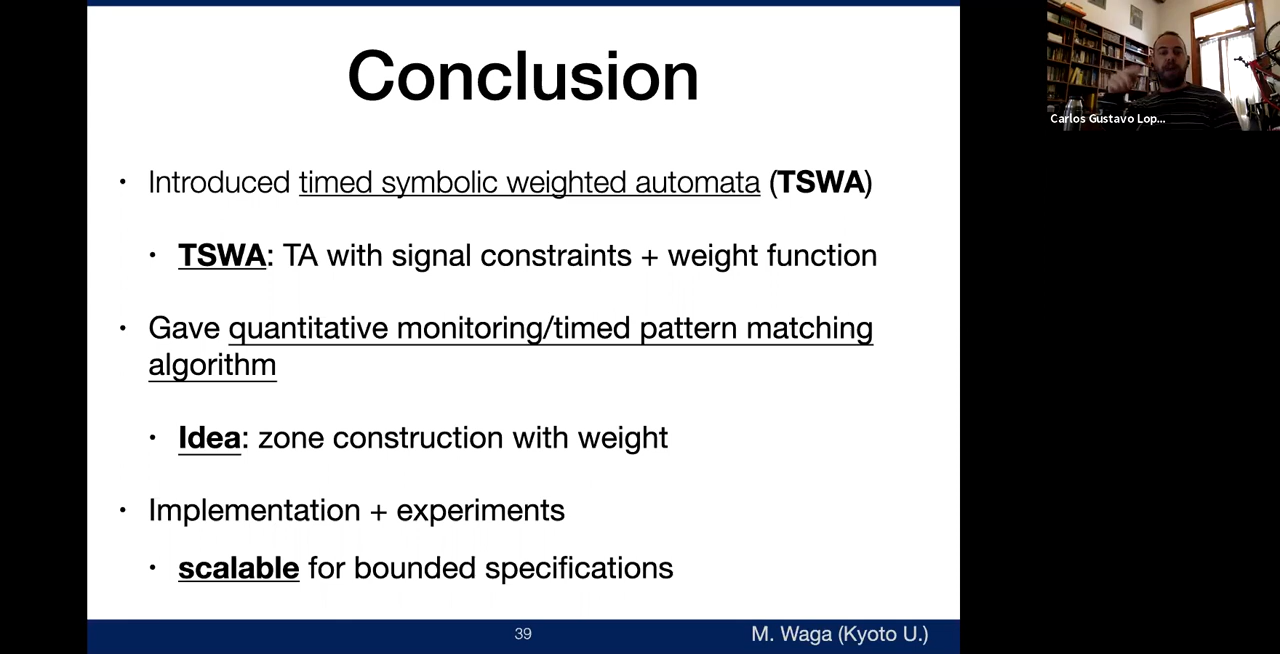 Conclusion
Carlos Gustavo Lop...
• Introduced timed symbolic weighted automata (TSWA)
• TSWA: TA with signal constraints + weight function
• Gave quantitative monitoring/timed pattern matching
algorithm
• Idea: zone construction with weight
• Implementation + experiments
• scalable for bounded specifications
39
M. Waga (Kyoto U.)